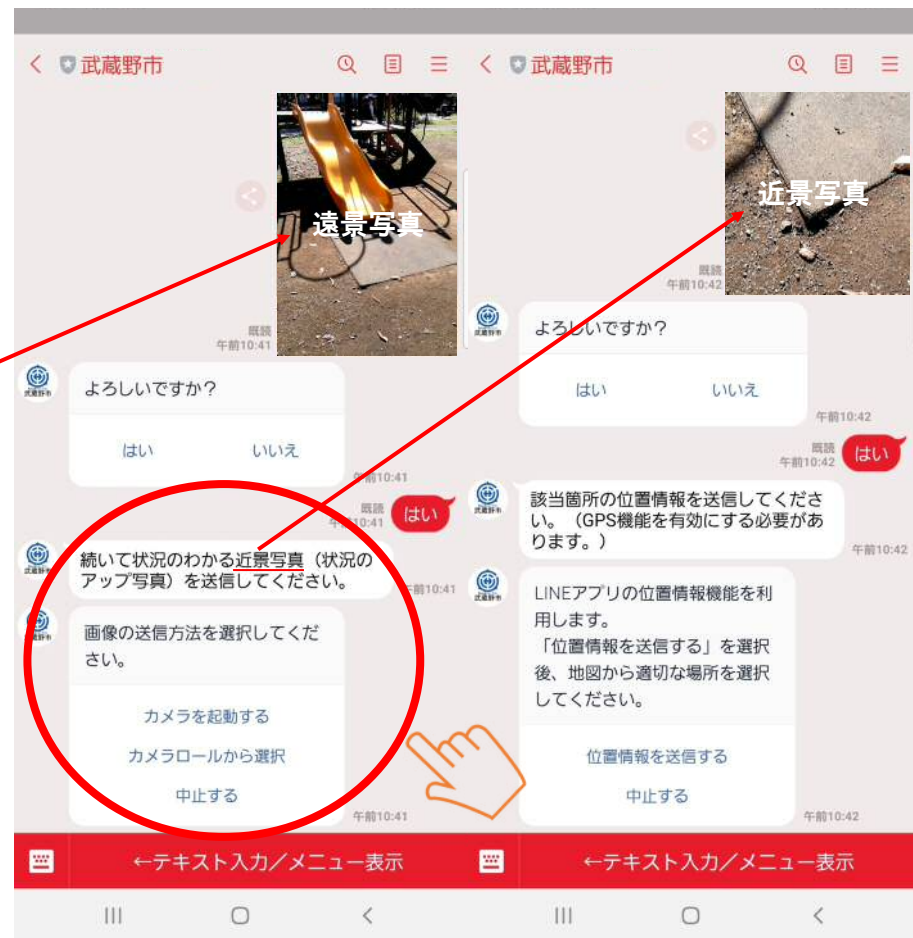 武蔵野市
遠景写真
既読
午前10:41
よろしいですか？
はい
いいえ
午前10:41
既読
午前10:41
はい
続いて状況のわかる近景写真（状況の
アップ写真）を送信してください。
午前10:41
画像の送信方法を選択してくだ
さい。
カメラを起動する
カメラロールから選択
中止する
午前10:41
←テキスト入力／メニュー表示
武蔵野市
近景写真
既読
午前10:42
よろしいですか？
はい
いいえ
午前10:42
既読
午前10:42
はい
該当箇所の位置情報を送信してくださ
い。（GPS機能を有効にする必要があ
ります。）
午前10:42
LINEアプリの位置情報機能を利
用します。
「位置情報を送信する」を選択
後、地図から適切な場所を選択
してください。
位置情報を送信する
中止する
午前10:42
←テキスト入力／メニュー表示